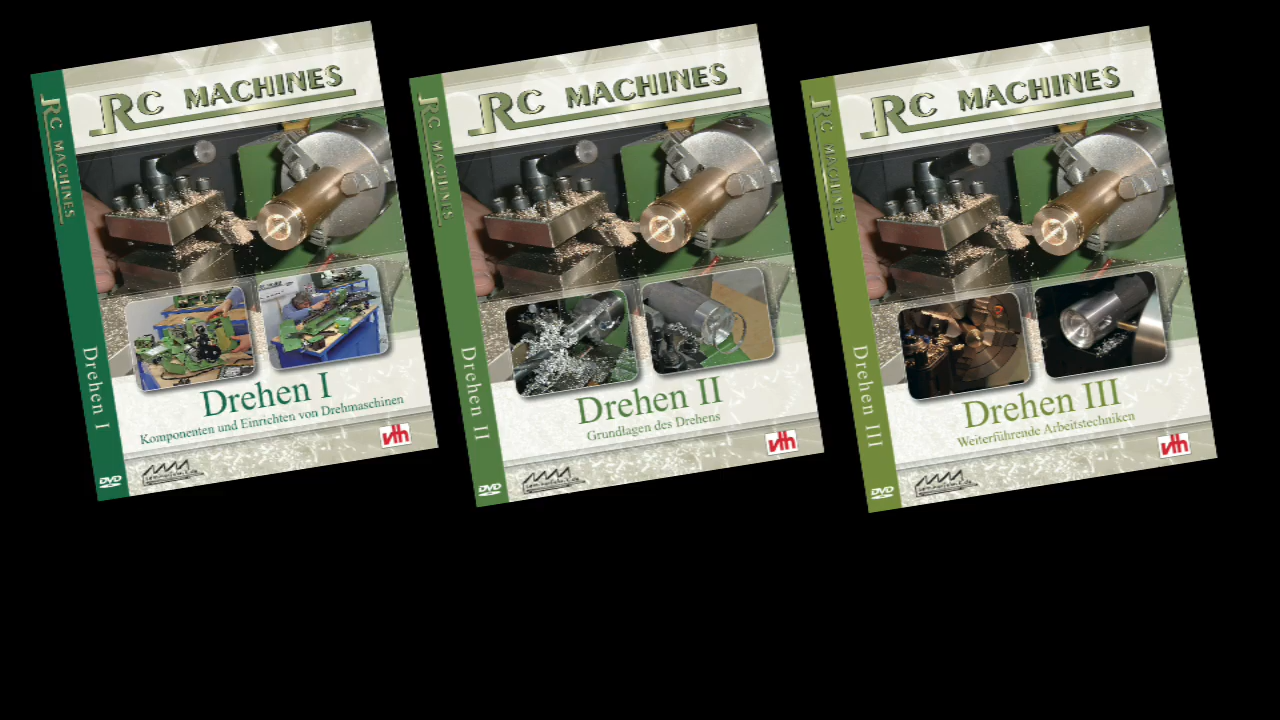 RC MACHINES
RC MACHINES
Drehen I
Komponenten und Einrichten von Drehmaschinen
Drehen I
DVD
vth
RC MACHINES
RC MACHINES
Drehen II
Grundlagen des Drehens
Drehen II
DVD
vth
RC MACHINES
RC MACHINES
Drehen III
Weiterführende Arbeitstechniken
Drehen III
DVD
vth